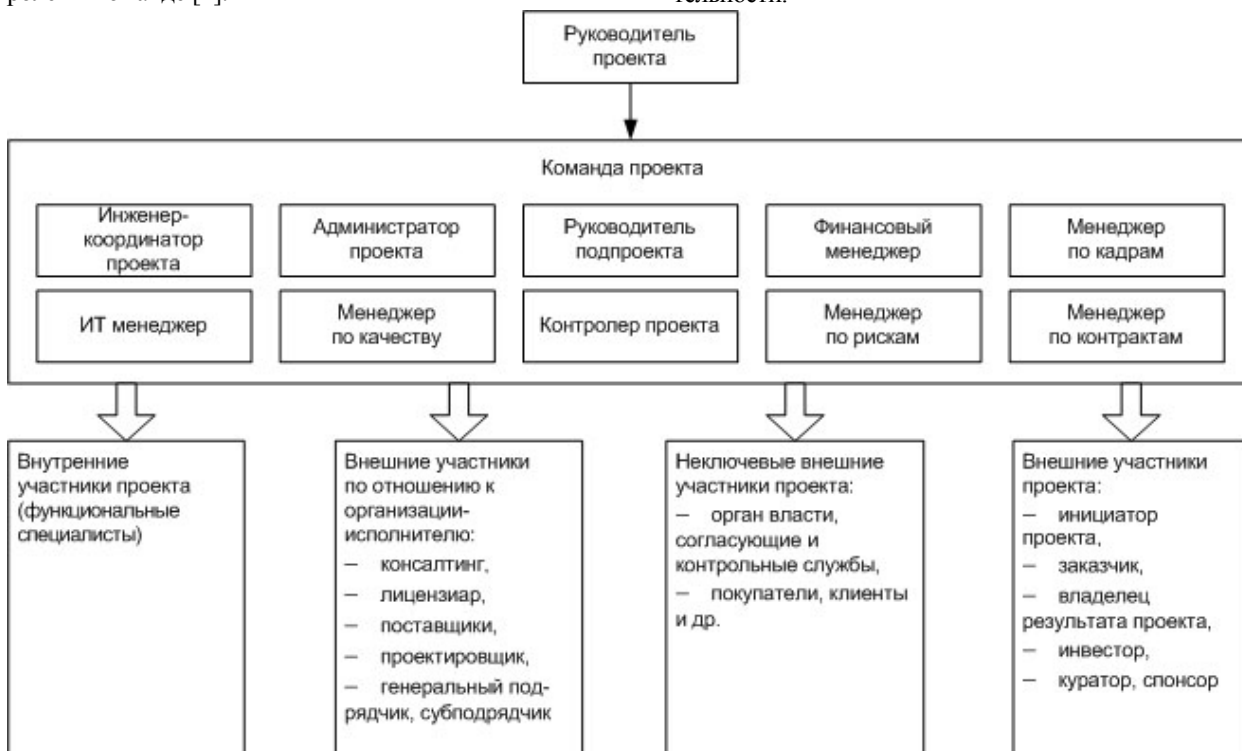 тельности.
Руководитель
проекта
Команда проекта
Инженер-
координатор
проекта
Администратор
проекта
Руководитель
подпроекта
Финансовый
менеджер
Менеджер
по кадрам
ИТ менеджер
Менеджер
по качеству
Контролер проекта
Менеджер
по рискам
Менеджер
по контрактам
Внутренние
участники проекта
(функциональные
специалисты)
Внешние участники
по отношению к
организации-
исполнителю:
– консалтинг,
– лицензиар,
– поставщики,
– проектировщик,
– генеральный под-
рядчик, субподрядчик
Неключевые внешние
участники проекта:
– орган власти,
согласующие и
контрольные службы,
– покупатели, клиенты
и др.
Внешние участники
проекта:
– инициатор
проекта,
– заказчик,
– владелец
результата проекта,
– инвестор,
– куратор, спонсор